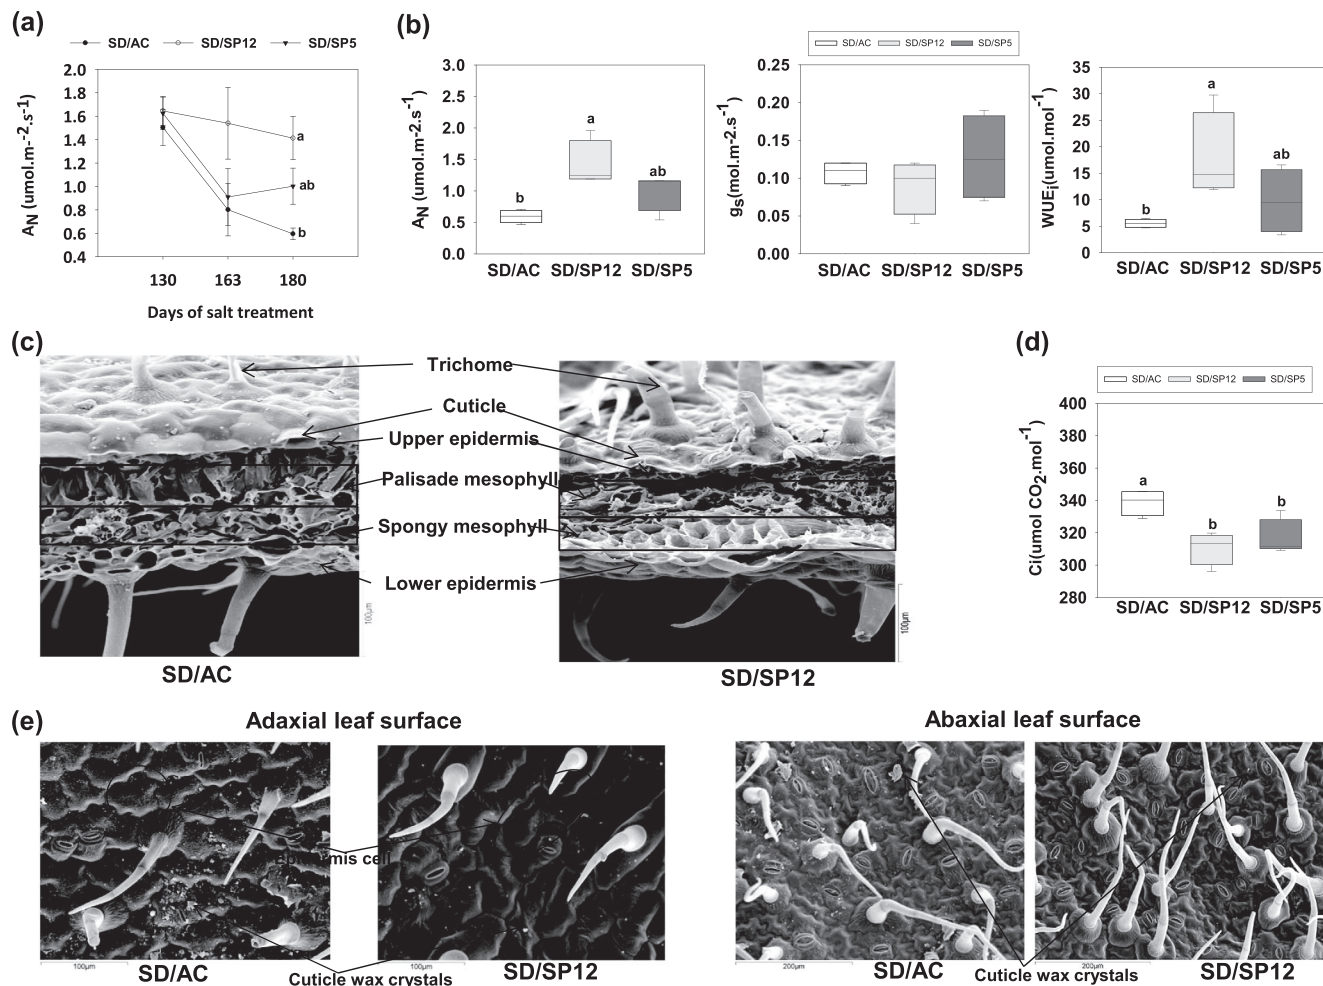 (a)
SD/AC SD/SP12 SD/SP5
2.0
1.8
1.6
1.4
1.2
1.0
0.8
0.6
0.4
AN (umol.m-2.s-1)
a
ab
b
130 163 180
Days of salt treatment
(b)
SD/AC SD/SP12 SD/SP5
3.0
2.5
2.0
1.5
1.0
0.5
0.0
AN (umol.m-2.s-1)
b
a
ab
SD/AC SD/SP12 SD/SP5
0.25
0.20
0.15
0.10
0.05
0.00
gs(mol.m-2.s-1)
SD/AC SD/SP12 SD/SP5
35
30
25
20
15
10
5
0
WUEi(umol.mol-1)
b
a
ab
SD/AC SD/SP12 SD/SP5
(c)
Trichome
Cuticle
Upper epidermis
Palisade mesophyll
Spongy mesophyll
Lower epidermis
100µm
100µm
SD/AC
SD/SP12
(d)
SD/AC SD/SP12 SD/SP5
400
380
360
340
320
300
280
Ci(umol CO2.mol-1)
a
b
b
SD/AC SD/SP12 SD/SP5
(e)
Adaxial leaf surface
Abaxial leaf surface
epidermis cell
100µm
100µm
200µm
200µm
SD/AC
Cuticle wax crystals
SD/SP12
SD/AC
Cuticle wax crystals
SD/SP12